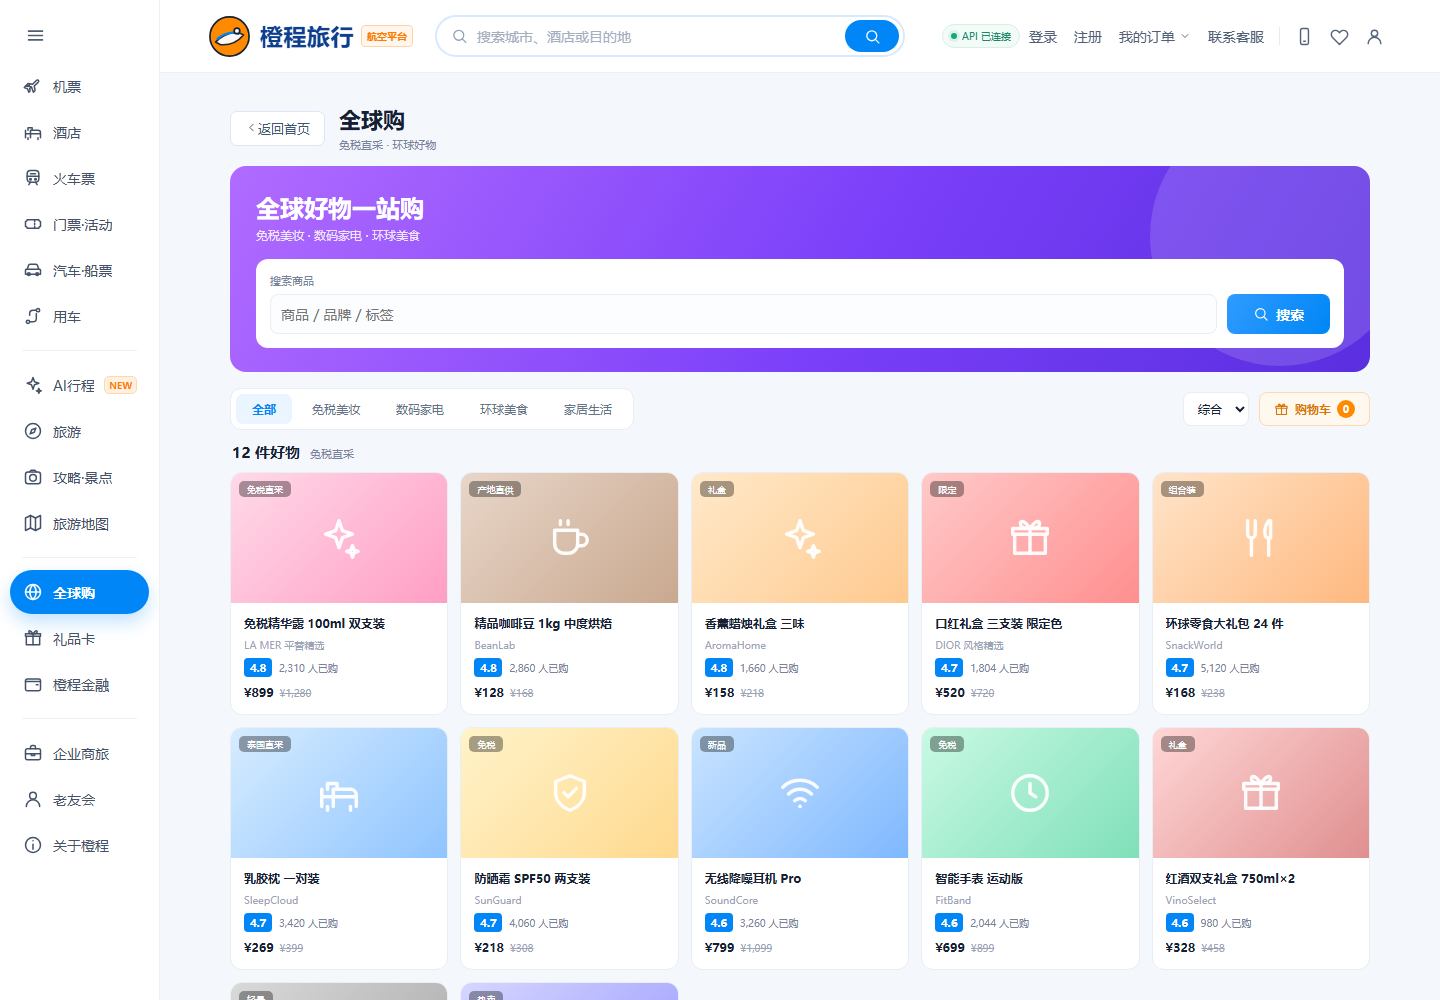 橙程旅行
航空平台
搜索城市、酒店或目的地
API 已连接
登录
注册
我的订单
联系客服
机票
酒店
火车票
门票·活动
汽车·船票
用车
AI行程 NEW
旅游
攻略·景点
旅游地图
全球购
礼品卡
橙程金融
企业商旅
老友会
关于橙程
返回首页
全球购
免税直采 · 环球好物
全球好物一站购
免税美妆 · 数码家电 · 环球美食
搜索商品
商品 / 品牌 / 标签
搜索
全部
免税美妆
数码家电
环球美食
家居生活
综合
购物车 0
12 件好物 免税直采
免税直采
免税精华露 100ml 双支装
LA MER 平替精选
4.8 2,310 人已购
¥899 ¥1,280
产地直供
精品咖啡豆 1kg 中度烘焙
BeanLab
4.8 2,860 人已购
¥128 ¥168
礼盒
香薰蜡烛礼盒 三味
AromaHome
4.8 1,660 人已购
¥158 ¥218
限定
口红礼盒 三支装 限定色
DIOR 风格精选
4.7 1,804 人已购
¥520 ¥720
组合装
环球零食大礼包 24 件
SnackWorld
4.7 5,120 人已购
¥168 ¥238
泰国直采
乳胶枕 一对装
SleepCloud
4.7 3,420 人已购
¥269 ¥399
免税
防晒霜 SPF50 两支装
SunGuard
4.7 4,060 人已购
¥218 ¥308
新品
无线降噪耳机 Pro
SoundCore
4.6 3,260 人已购
¥799 ¥1,099
免税
智能手表 运动版
FitBand
4.6 2,044 人已购
¥699 ¥899
礼盒
红酒双支礼盒 750ml×2
VinoSelect
4.6 980 人已购
¥328 ¥458